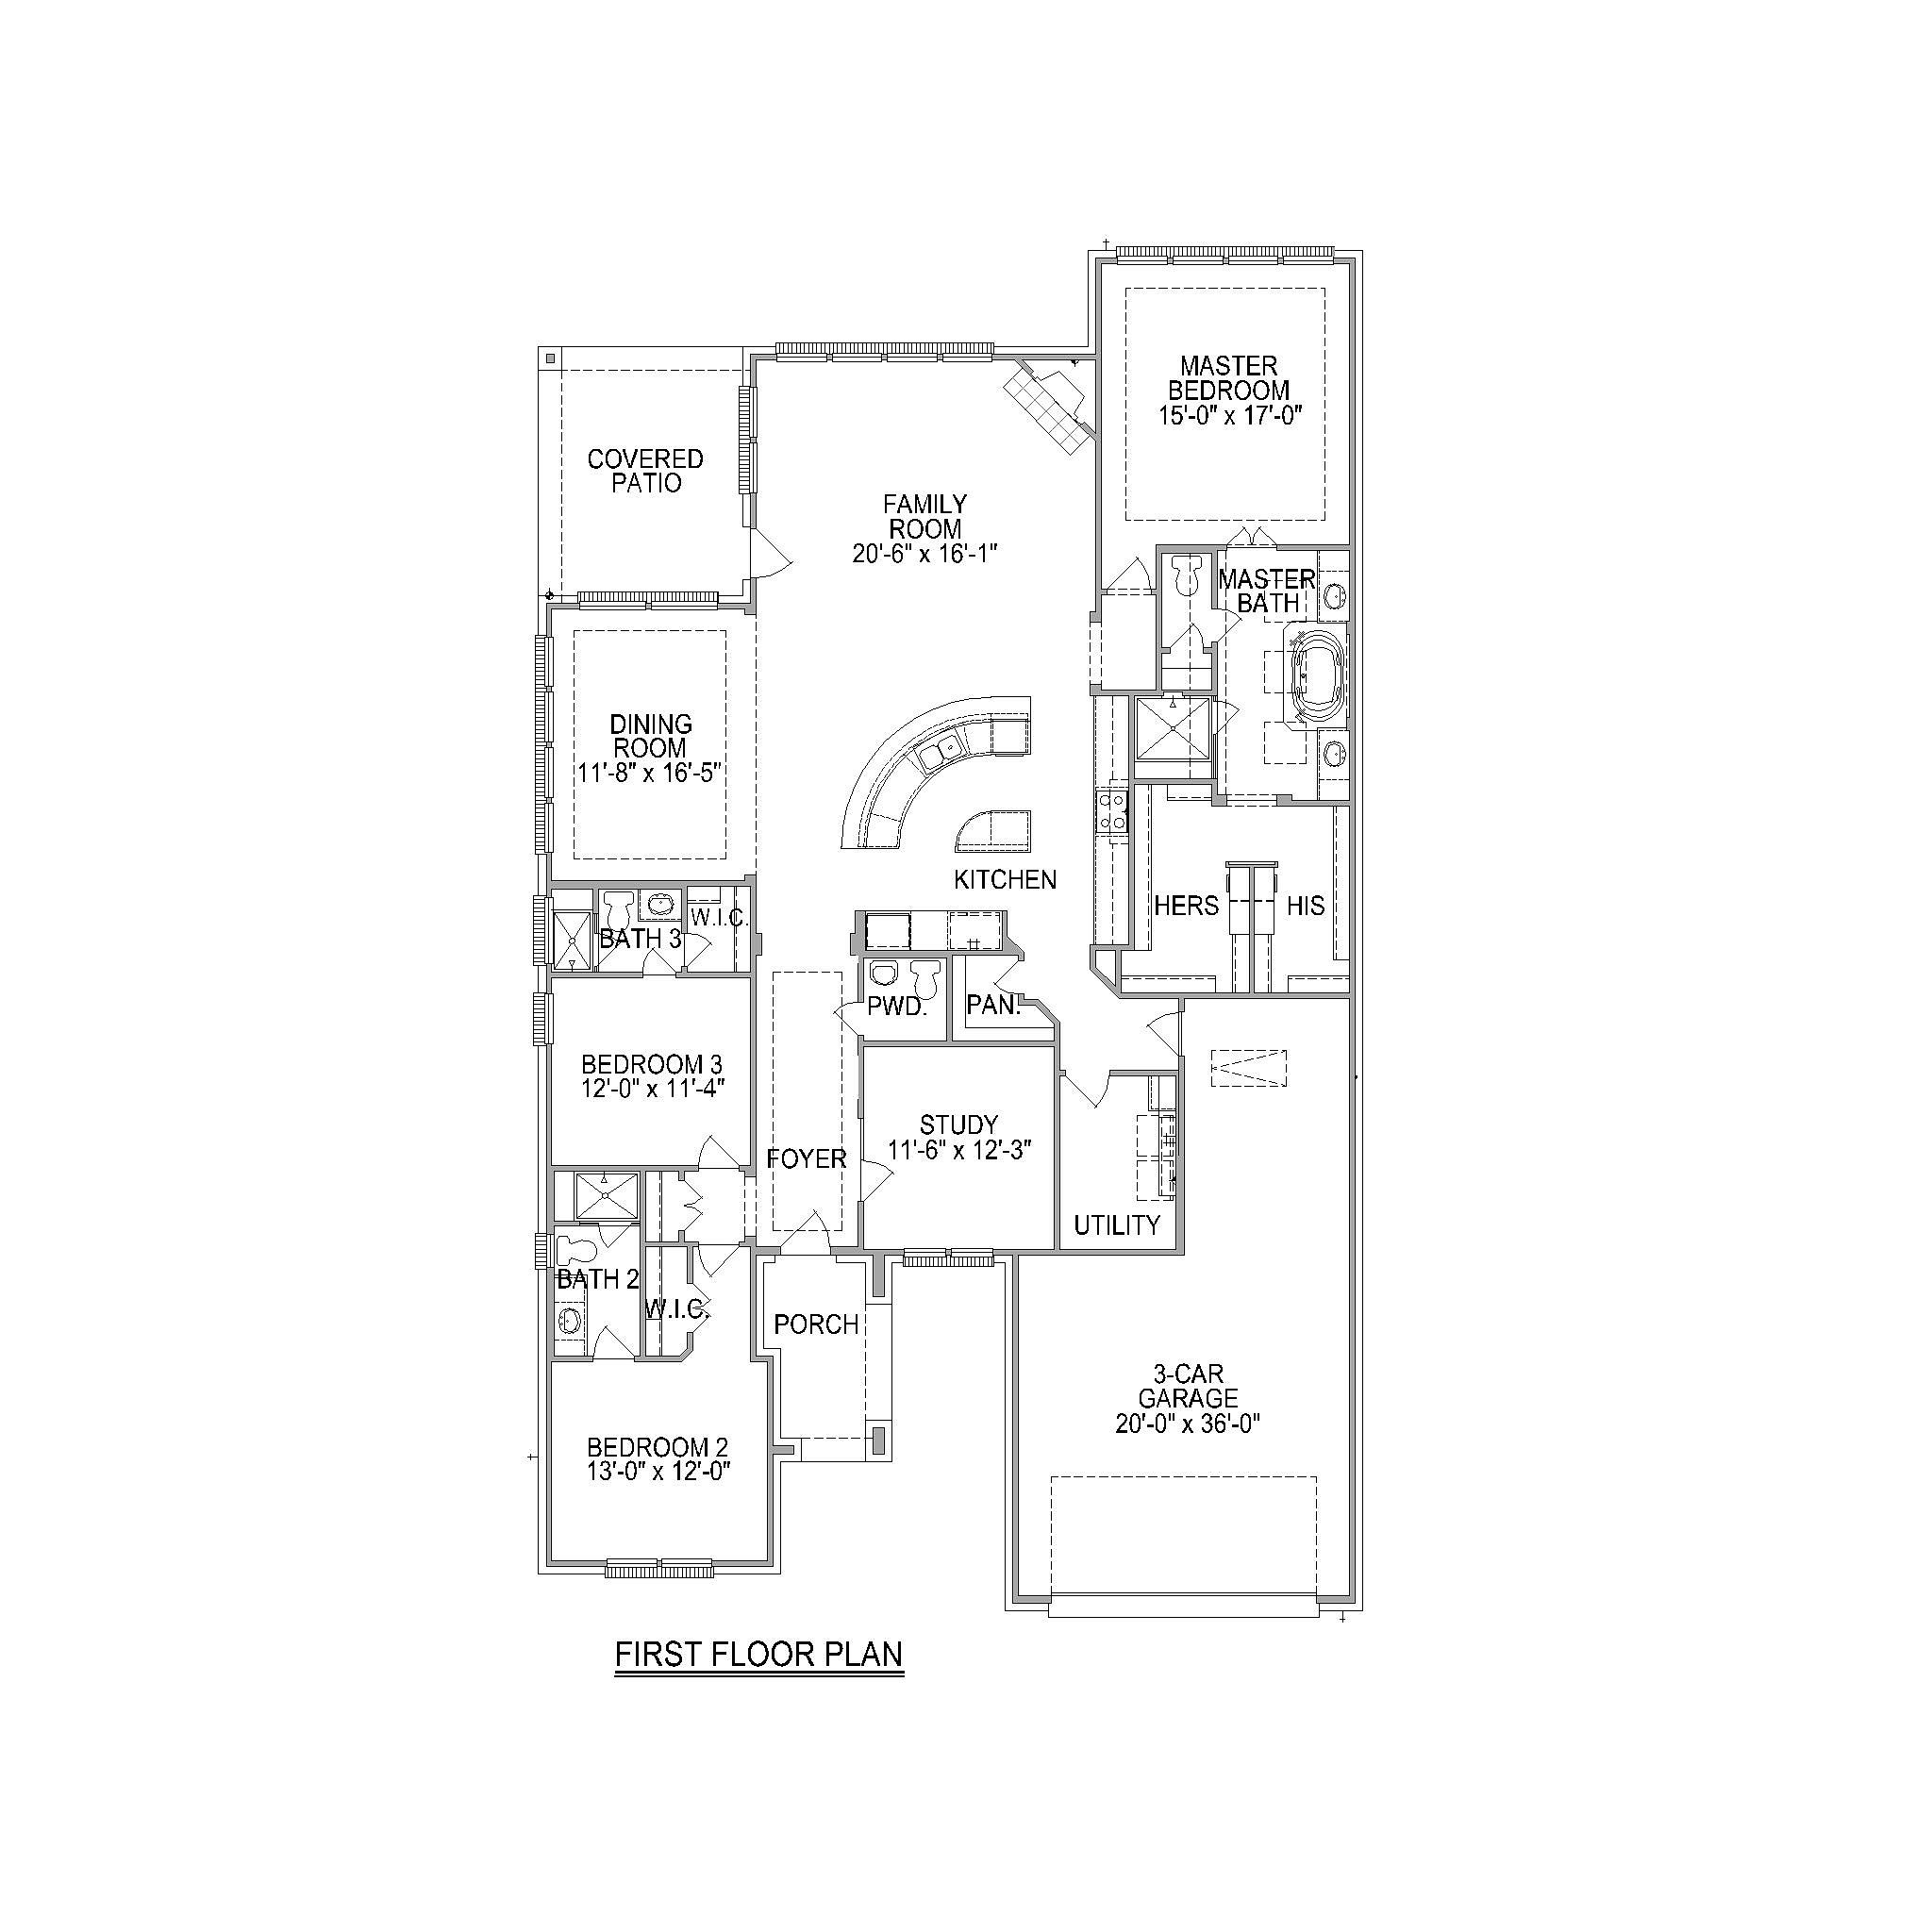 MASTER
BEDROOM
15'-0" x 17'-0"
COVERED
PATIO
FAMILY
ROOM
20'-6" x 16'-1"
MASTER
BATH
DINING
ROOM
11'-8" x 16'-5"
KITCHEN
HERS
HIS
W.I.C.
BATH 3
PWD.
PAN.
BEDROOM 3
12'-0" x 11'-4"
STUDY
11'-6" x 12'-3"
FOYER
UTILITY
BATH 2
W.I.C.
PORCH
3-CAR
GARAGE
20'-0" x 36'-0"
BEDROOM 2
13'-0" x 12'-0"
FIRST FLOOR PLAN